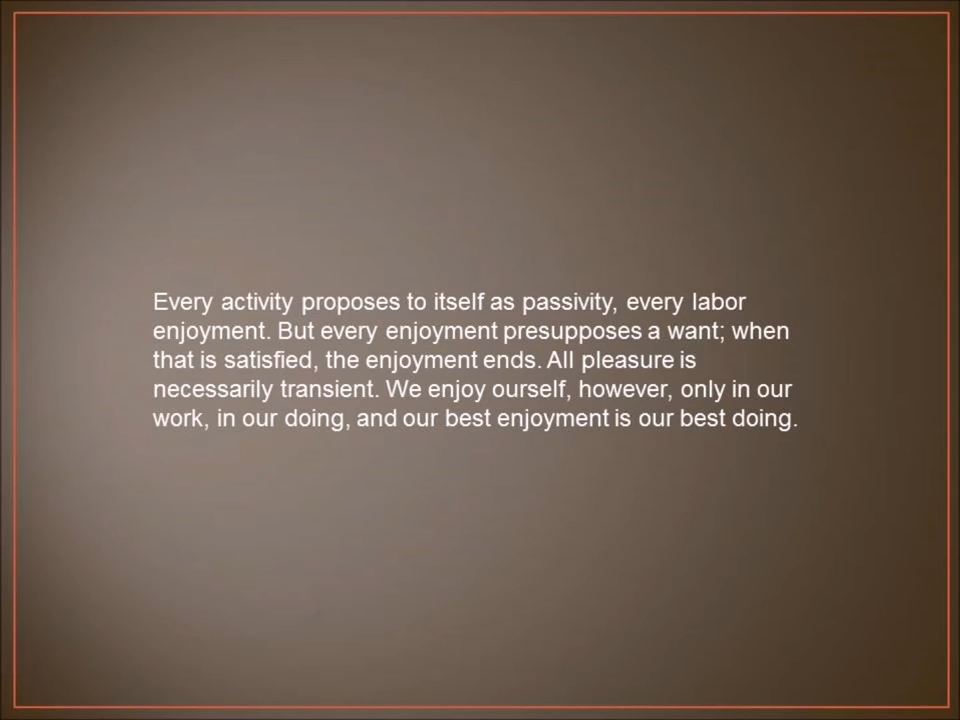 Every activity proposes to itself as passivity, every labor
enjoyment. But every enjoyment presupposes a want; when
that is satisfied, the enjoyment ends. All pleasure is
necessarily transient. We enjoy ourself, however, only in our
work, in our doing, and our best enjoyment is our best doing.